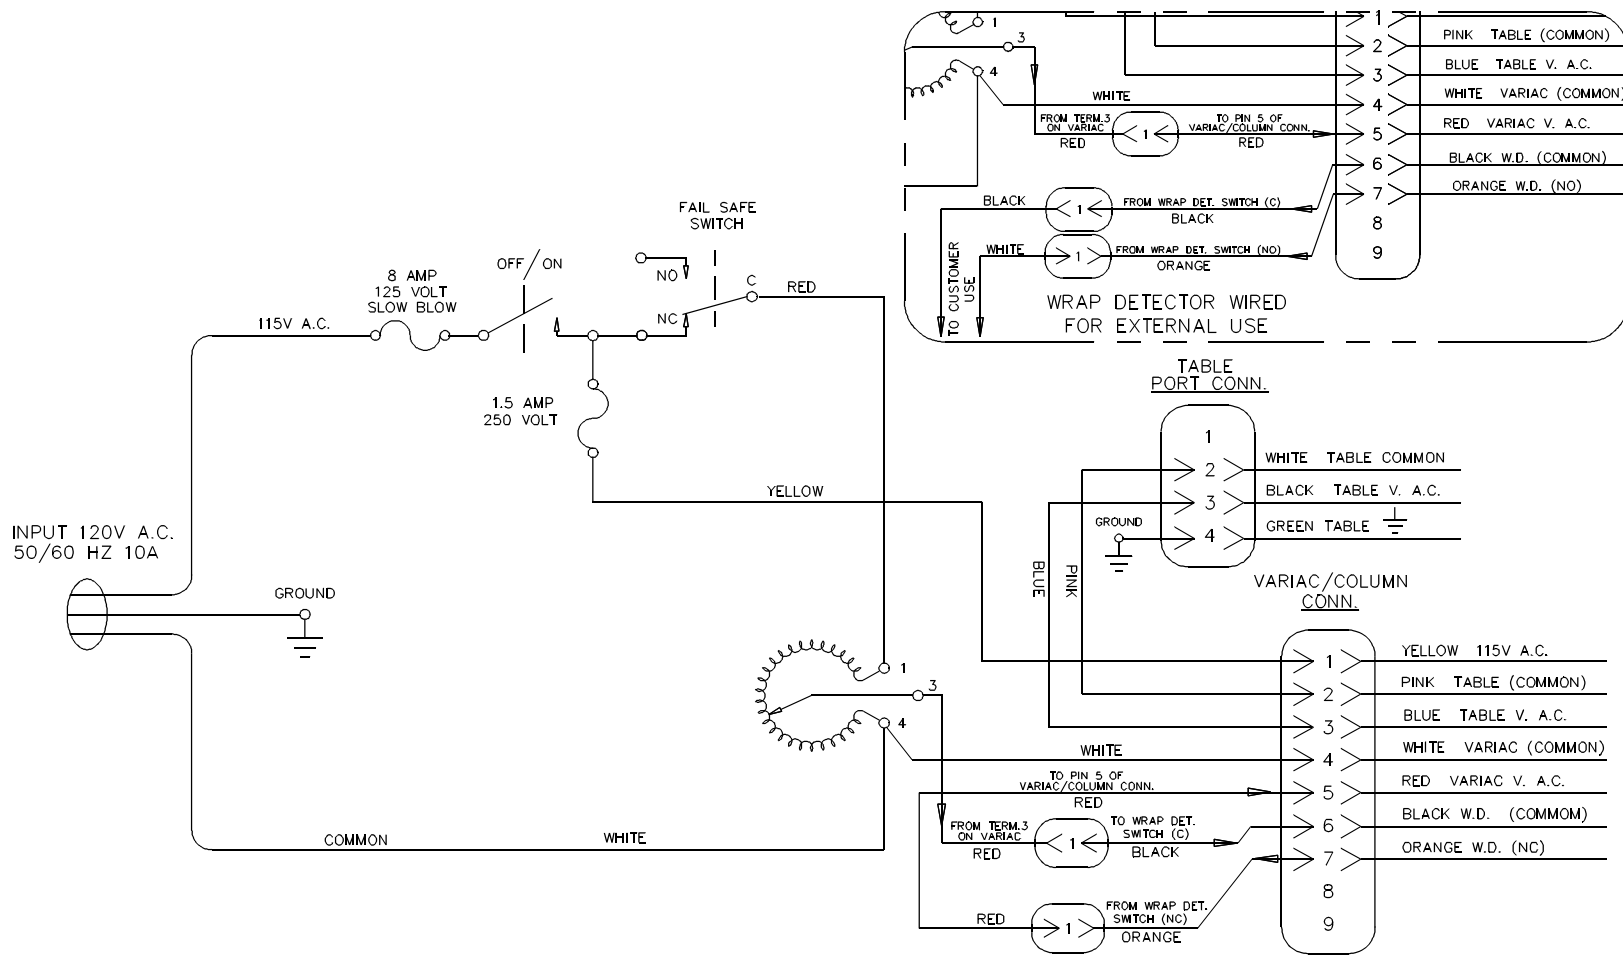 1
3
4
WHITE
FROM TERM.3
ON VARIAC
RED
1
TO PIN 5 OF
VARIAC/COLUMN CONN.
RED
BLACK
1
FROM WRAP DET. SWITCH (C)
BLACK
WHITE
1
FROM WRAP DET. SWITCH (NO)
ORANGE
TO CUSTOMER
USE
WRAP DETECTOR WIRED
FOR EXTERNAL USE
1
2
3
4
5
6
7
8
9
PINK TABLE (COMMON)
BLUE TABLE V. A.C.
WHITE VARIAC (COMMON)
RED VARIAC V. A.C.
BLACK W.D. (COMMON)
ORANGE W.D. (NO)
FAIL SAFE
SWITCH
OFF/ON
NO
C
NC
RED
8 AMP
125 VOLT
SLOW BLOW
115V A.C.
1.5 AMP
250 VOLT
YELLOW
INPUT 120V A.C.
50/60 HZ 10A
GROUND
COMMON
WHITE
1
3
4
TABLE
PORT CONN.
1
2
3
4
WHITE TABLE COMMON
BLACK TABLE V. A.C.
GREEN TABLE
GROUND
BLUE
PINK
VARIAC/COLUMN
CONN.
1
2
3
4
5
6
7
8
9
YELLOW 115V A.C.
PINK TABLE (COMMON)
BLUE TABLE V. A.C.
WHITE VARIAC (COMMON)
RED VARIAC V. A.C.
BLACK W.D. (COMMOM)
ORANGE W.D. (NC)
WHITE
TO PIN 5 OF
VARIAC/COLUMN CONN.
RED
FROM TERM.3
ON VARIAC
RED
1
TO WRAP DET.
SWITCH (C)
BLACK
RED
1
FROM WRAP DET.
SWITCH (NC)
ORANGE